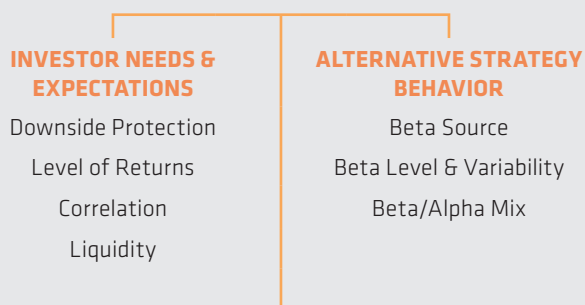 INVESTOR NEEDS &
EXPECTATIONS
Downside Protection
Level of Returns
Correlation
Liquidity
ALTERNATIVE STRATEGY
BEHAVIOR
Beta Source
Beta Level & Variability
Beta/Alpha Mix